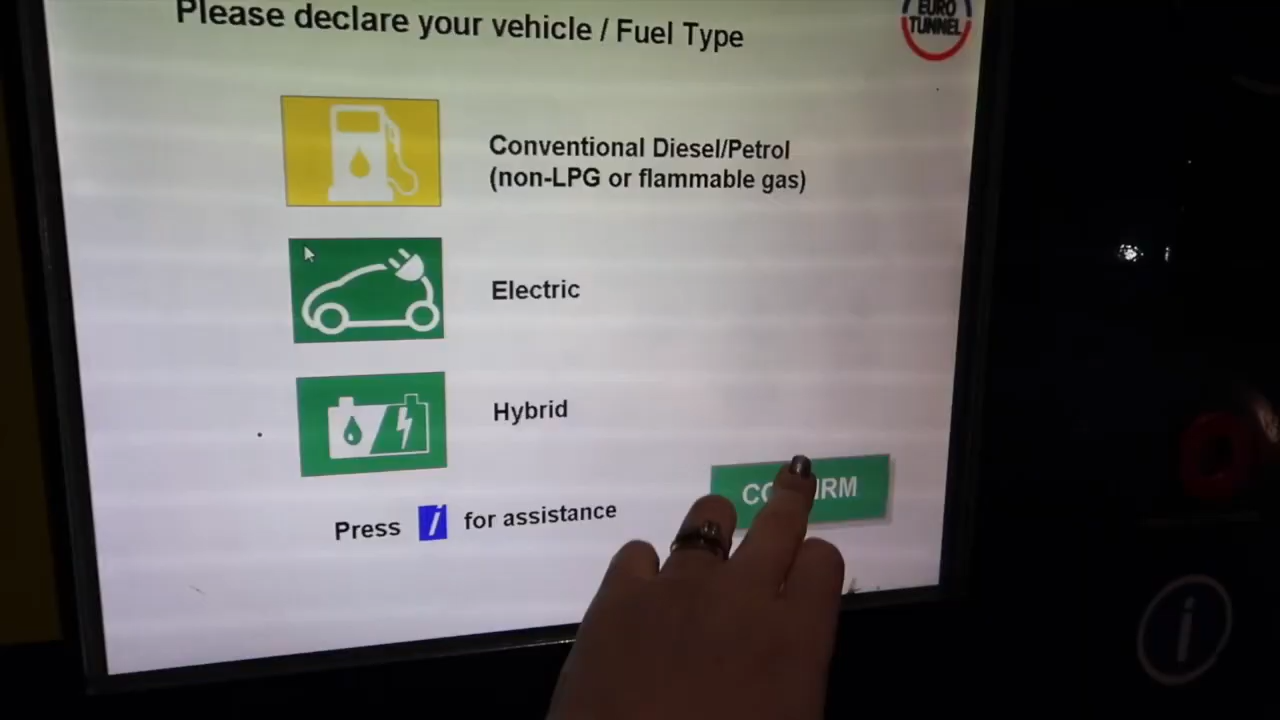 Please declare your vehicle / Fuel Type
EURO
TUNNEL
Conventional Diesel/Petrol
(non-LPG or flammable gas)
Electric
Hybrid
Press i for assistance
i